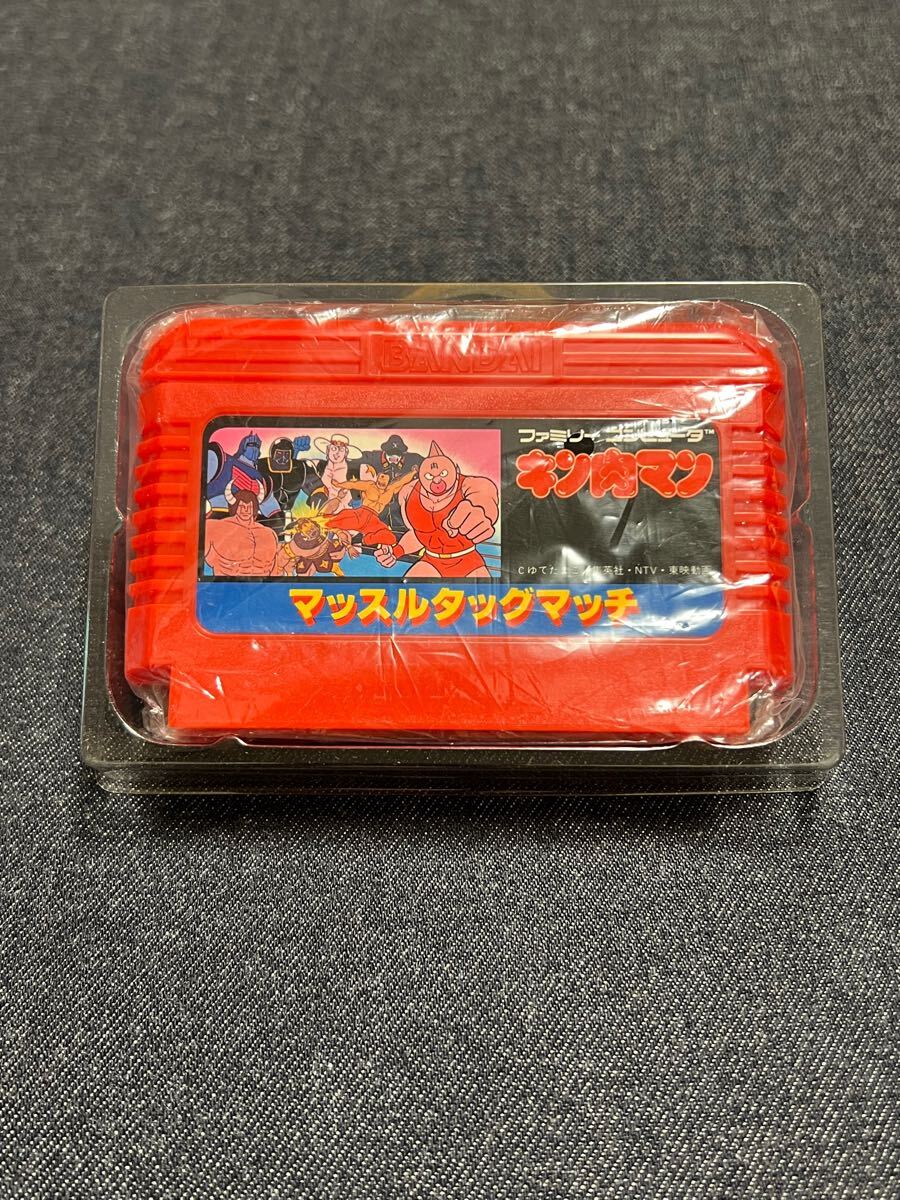 BANDAI
ファミリーコンピュータ™
キン肉マン
©ゆでたまご/集英社・NTV・東映動画
マッスルタッグマッチ